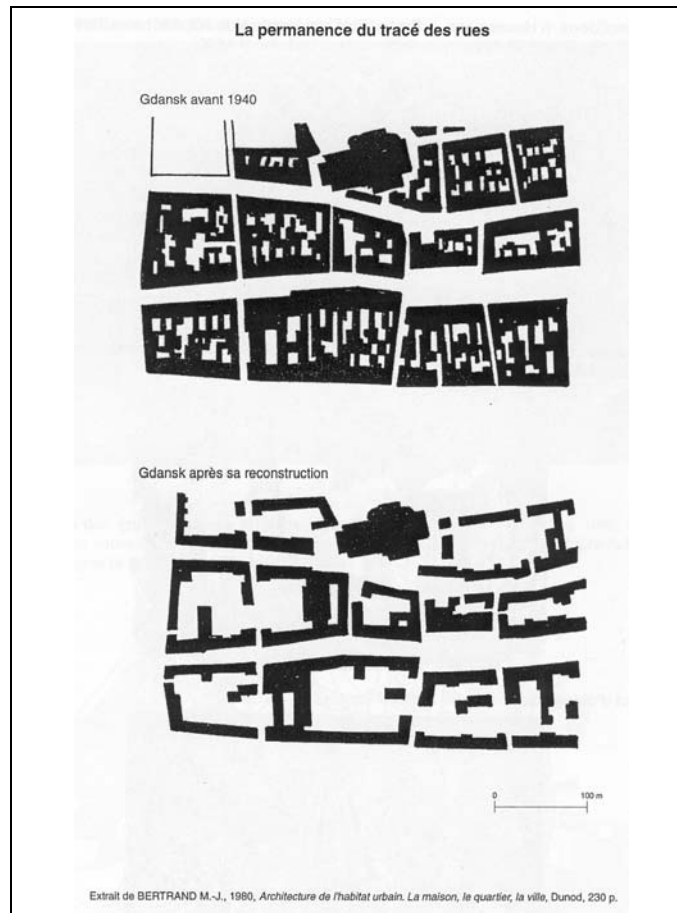 La permanence du tracé des rues
Gdansk avant 1940
Gdansk après sa reconstruction
0 100 m
Extrait de BERTRAND M.-J., 1980, Architecture de l'habitat urbain. La maison, le quartier, la ville, Dunod, 230 p.